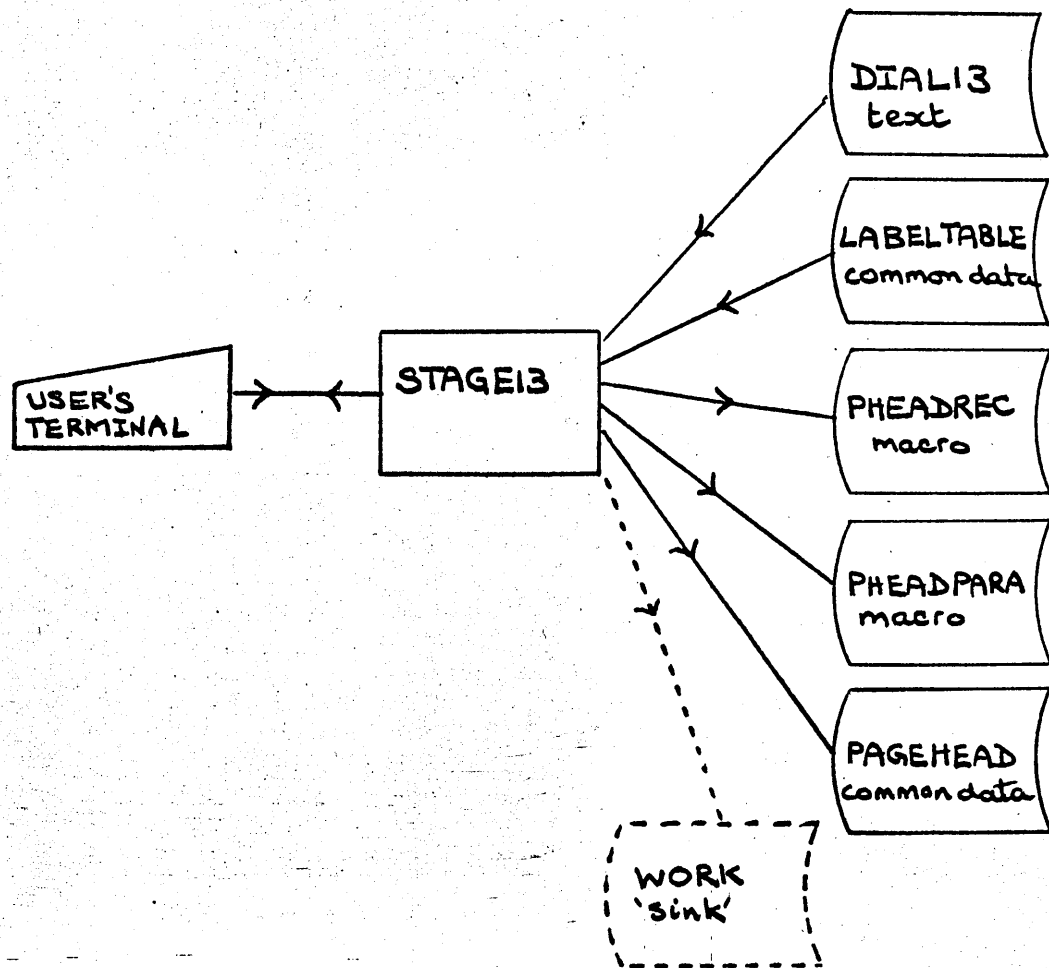 DIAL13
text
LABELTABLE
common data
USER'S
TERMINAL
STAGE13
PHEADREC
macro
PHEADPARA
macro
PAGEHEAD
common data
WORK
'sink'